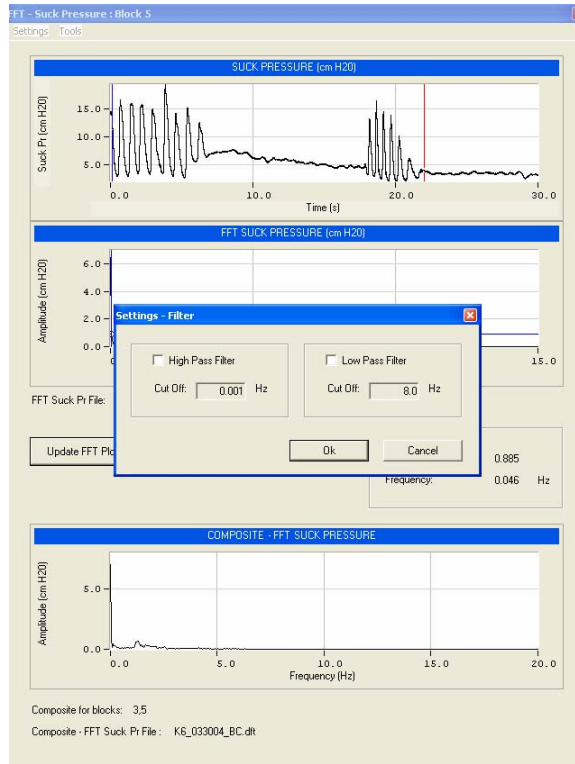 FFT - Suck Pressure : Block 5
Settings Tools
SUCK PRESSURE (cm H20)
Suck Pr (cm H20)
15.0
10.0
5.0
0.0 10.0 20.0 30.0
Time (s)
FFT SUCK PRESSURE (cm H20)
Amplitude (cm H20)
6.0
4.0
2.0
0.0
15.0
Settings - Filter
High Pass Filter
Cut Off: 0.001 Hz
Low Pass Filter
Cut Off: 8.0 Hz
Ok Cancel
FFT Suck Pr File:
Update FFT Plo
0.885
Frequency: 0.046 Hz
COMPOSITE - FFT SUCK PRESSURE
Amplitude (cm H20)
5.0
0.0
0.0 5.0 10.0 15.0 20.0
Frequency (Hz)
Composite for blocks: 3,5
Composite - FFT Suck Pr File : K6_033004_BC.dft